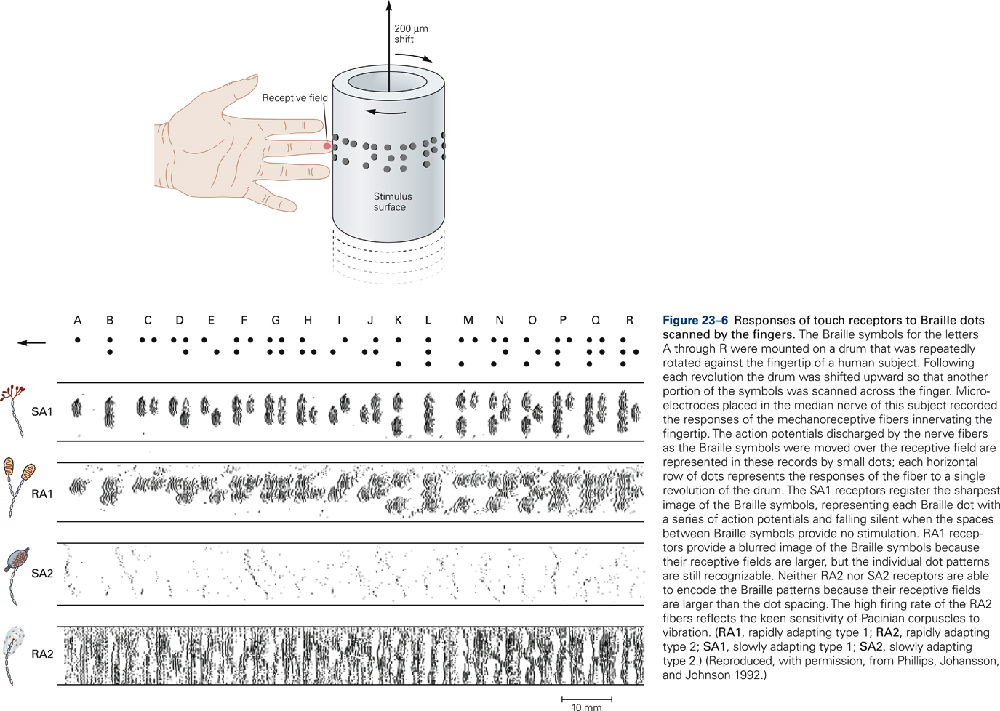 200 µm
shift
Receptive field
Stimulus
surface
A B C D E F G H I J K L M N O P Q R
SA1
RA1
SA2
RA2
10 mm
Figure 23–6 Responses of touch receptors to Braille dots
scanned by the fingers. The Braille symbols for the letters
A through R were mounted on a drum that was repeatedly
rotated against the fingertip of a human subject. Following
each revolution the drum was shifted upward so that another
portion of the symbols was scanned across the finger. Micro-
electrodes placed in the median nerve of this subject recorded
the responses of the mechanoreceptive fibers innervating the
fingertip. The action potentials discharged by the nerve fibers
as the Braille symbols were moved over the receptive field are
represented in these records by small dots; each horizontal
row of dots represents the responses of the fiber to a single
revolution of the drum. The SA1 receptors register the sharpest
image of the Braille symbols, representing each Braille dot with
a series of action potentials and falling silent when the spaces
between Braille symbols provide no stimulation. RA1 recep-
tors provide a blurred image of the Braille symbols because
their receptive fields are larger, but the individual dot patterns
are still recognizable. Neither RA2 nor SA2 receptors are able
to encode the Braille patterns because their receptive fields
are larger than the dot spacing. The high firing rate of the RA2
fibers reflects the keen sensitivity of Pacinian corpuscles to
vibration. (RA1, rapidly adapting type 1; RA2, rapidly adapting
type 2; SA1, slowly adapting type 1; SA2, slowly adapting
type 2.) (Reproduced, with permission, from Phillips, Johansson,
and Johnson 1992.)